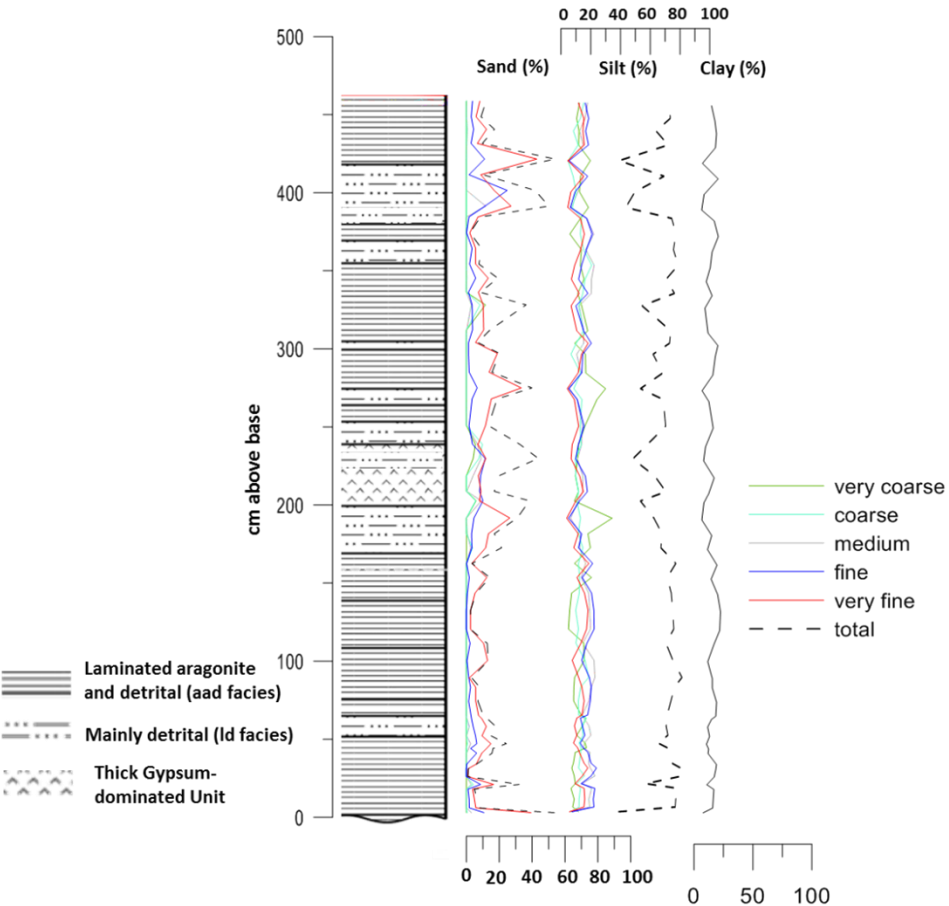 0 20 40 60 80 100
500
Sand (%)
Silt (%)
Clay (%)
400
300
200
100
0
cm above base
very coarse
coarse
medium
fine
very fine
total
Laminated aragonite
and detrital (aad facies)
Mainly detrital (ld facies)
Thick Gypsum-
dominated Unit
0 20 40 60 80 100
0 50 100